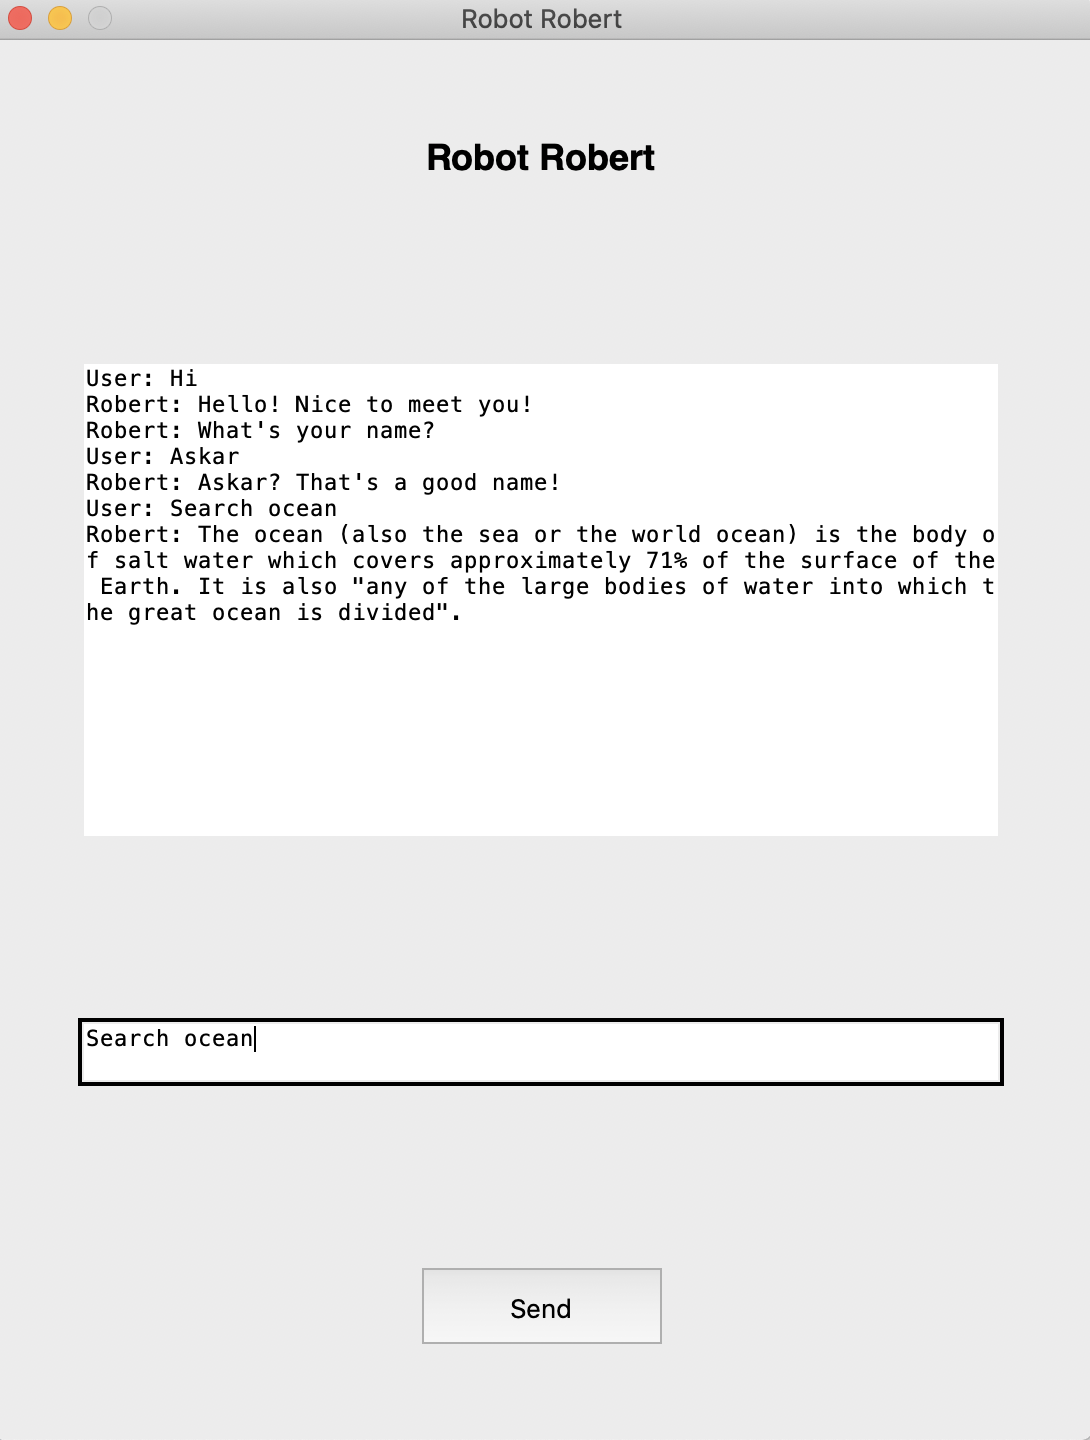 Robot Robert
Robot Robert
User: Hi
Robert: Hello! Nice to meet you!
Robert: What's your name?
User: Askar
Robert: Askar? That's a good name!
User: Search ocean
Robert: The ocean (also the sea or the world ocean) is the body o
f salt water which covers approximately 71% of the surface of the
 Earth. It is also "any of the large bodies of water into which t
he great ocean is divided".
Search ocean
Send